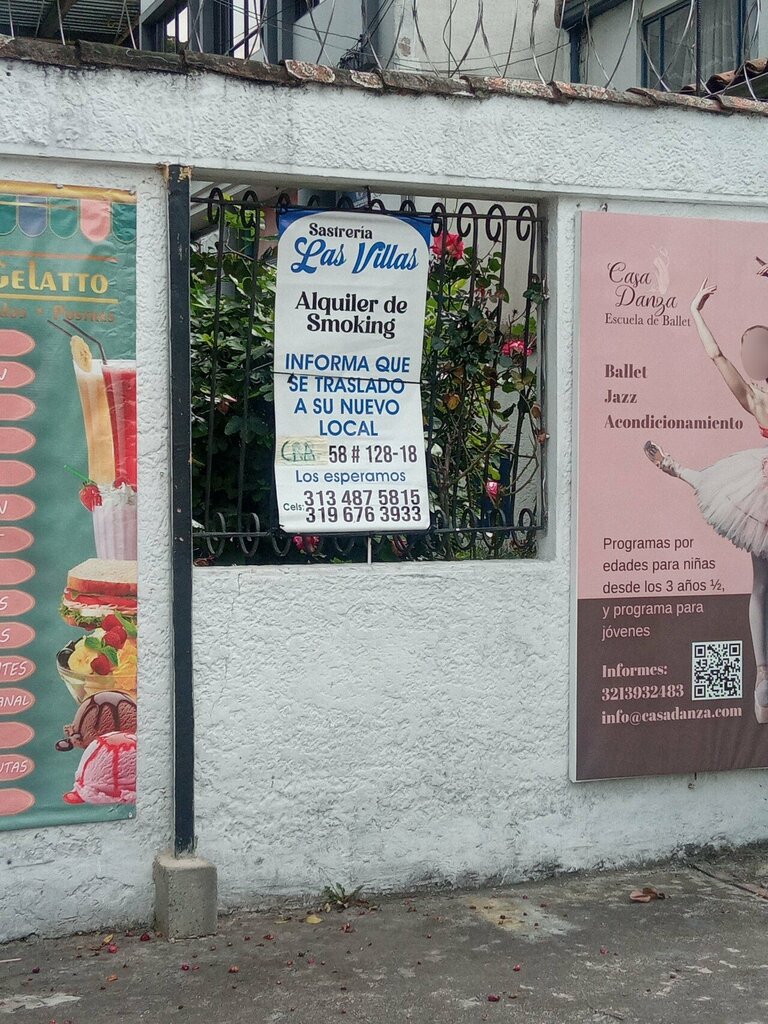 GELATTO
Sastrería
Las Villas
Alquiler de
Smoking
INFORMA QUE
SE TRASLADO
A SU NUEVO
LOCAL
CRA 58 # 128-18
Los esperamos
Cels: 313 487 5815
319 676 3933
Casa
Danza
Escuela de Ballet
Ballet
Jazz
Acondicionamiento
Programas por
edades para niñas
desde los 3 años ½,
y programa para
jóvenes
Informes:
3213932483
info@casadanza.com